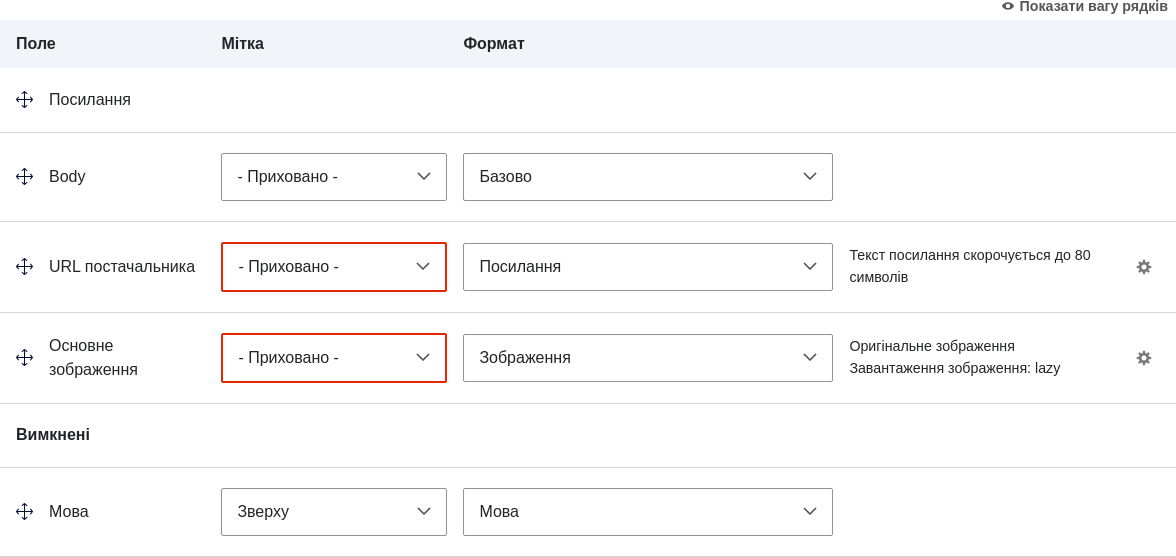 Показати вагу рядків
Поле Мітка Формат
Посилання
Body - Приховано - Базово
URL постачальника - Приховано - Посилання Текст посилання скорочується до 80
символів
Основне
зображення - Приховано - Зображення Оригінальне зображення
Завантаження зображення: lazy
Вимкнені
Мова Зверху Мова